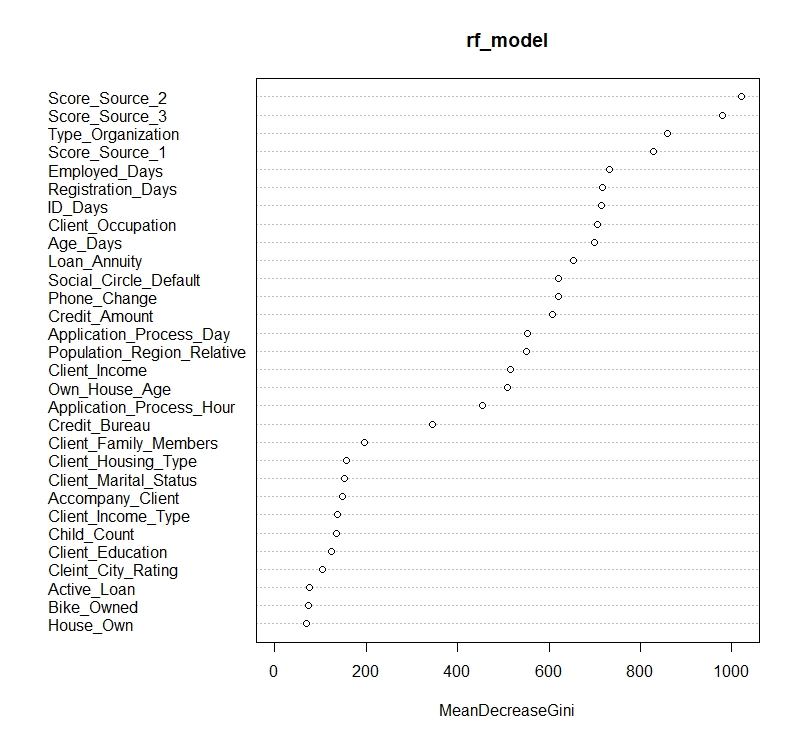 rf_model
Score_Source_2
Score_Source_3
Type_Organization
Score_Source_1
Employed_Days
Registration_Days
ID_Days
Client_Occupation
Age_Days
Loan_Annuity
Social_Circle_Default
Phone_Change
Credit_Amount
Application_Process_Day
Population_Region_Relative
Client_Income
Own_House_Age
Application_Process_Hour
Credit_Bureau
Client_Family_Members
Client_Housing_Type
Client_Marital_Status
Accompany_Client
Client_Income_Type
Child_Count
Client_Education
Cleint_City_Rating
Active_Loan
Bike_Owned
House_Own
0 200 400 600 800 1000
MeanDecreaseGini